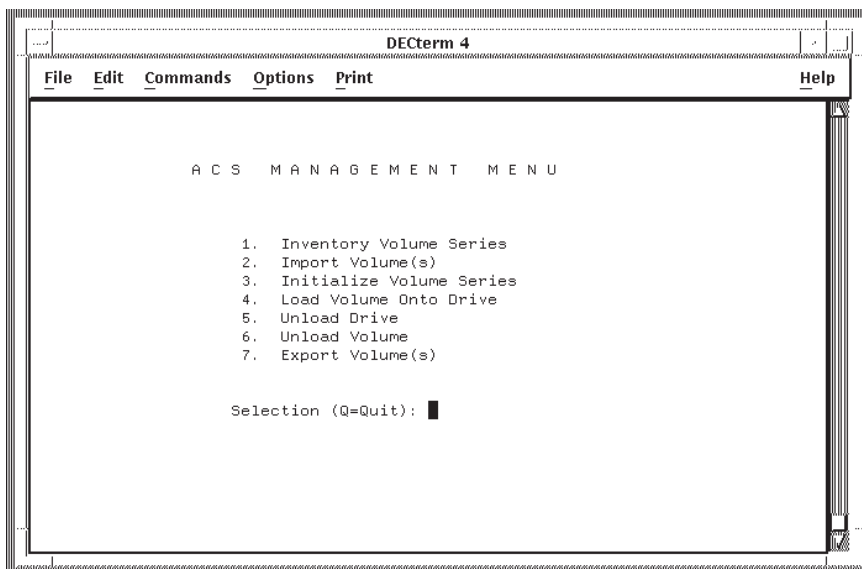 DECterm 4
File Edit Commands Options Print Help
A C S M A N A G E M E N T M E N U
1. Inventory Volume Series
2. Import Volume(s)
3. Initialize Volume Series
4. Load Volume Onto Drive
5. Unload Drive
6. Unload Volume
7. Export Volume(s)
Selection (Q=Quit):